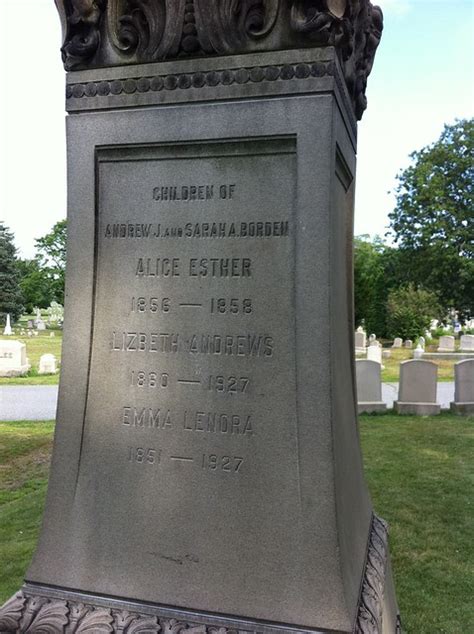 CHILDREN OF
ANDREW J. AND SARAH A. BORDEN
ALICE ESTHER
1856 — 1858
LIZBETH ANDREWS
1860 — 1927
EMMA LENORA
1851 — 1927